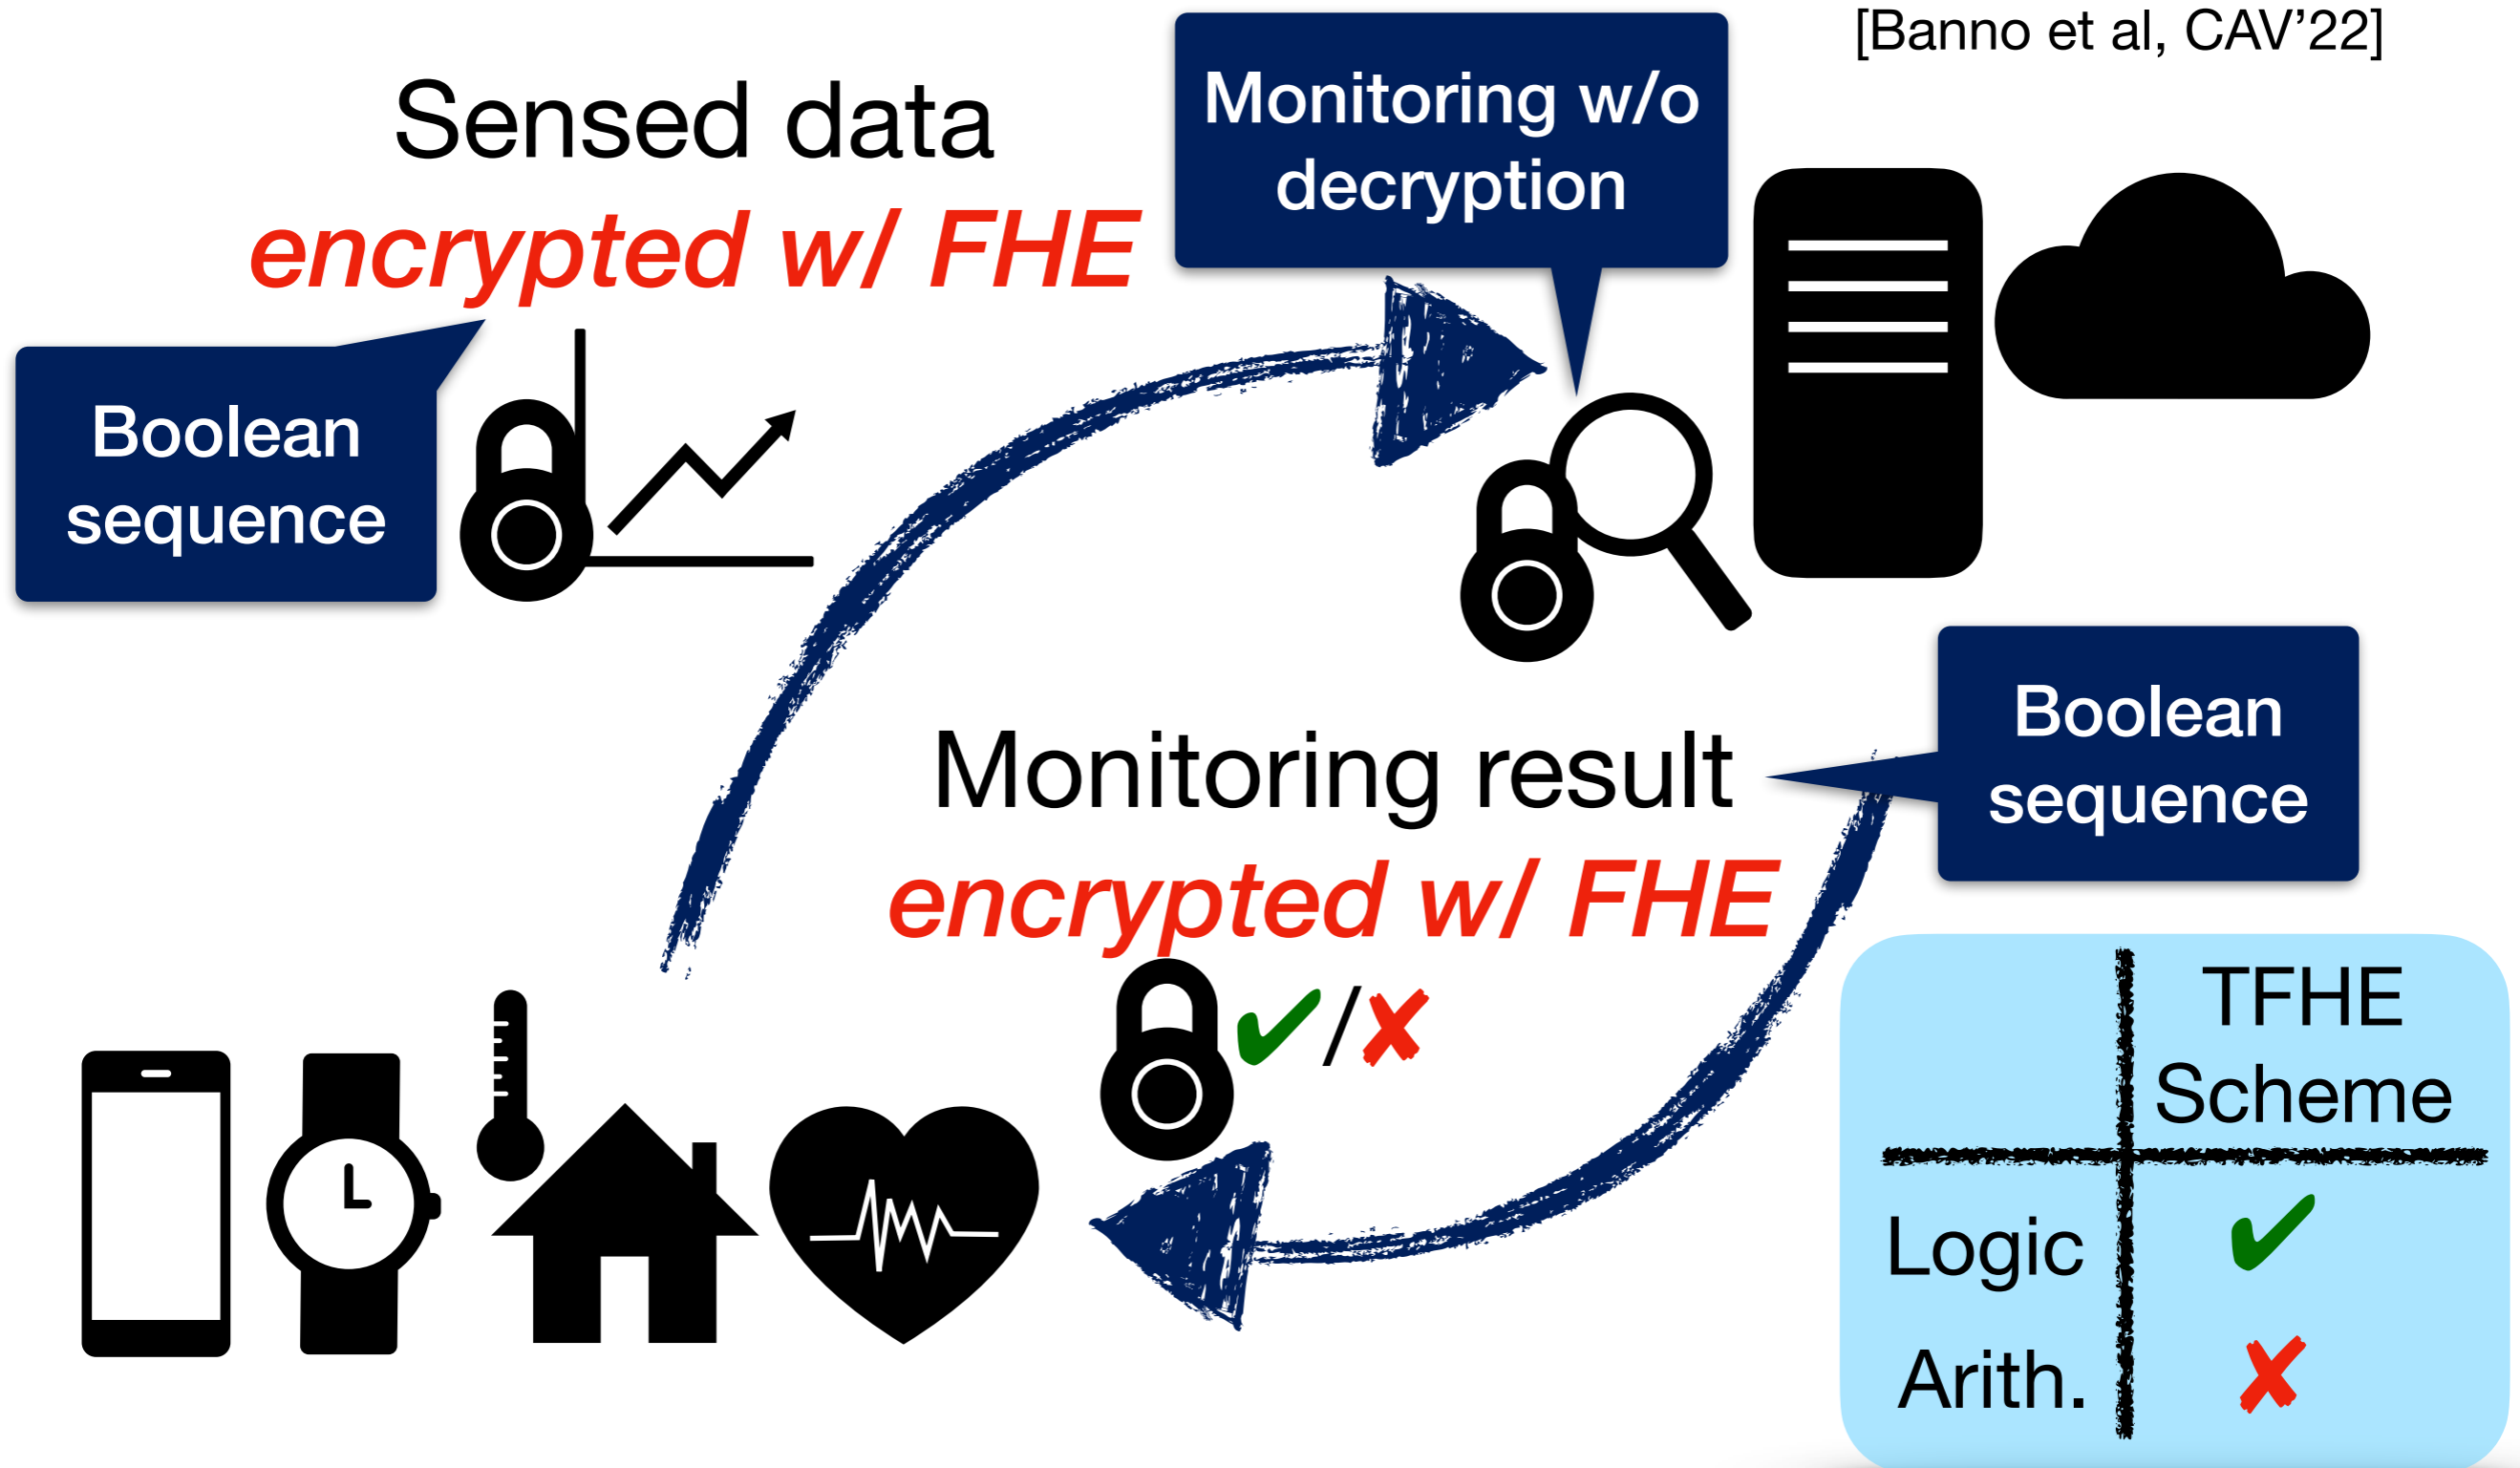 [Banno et al, CAV’22]
Sensed data
encrypted w/ FHE
Monitoring w/o
decryption
Boolean
sequence
Monitoring result
encrypted w/ FHE
✔/✘
Boolean
sequence
TFHE
Scheme
Logic ✔
Arith. ✘